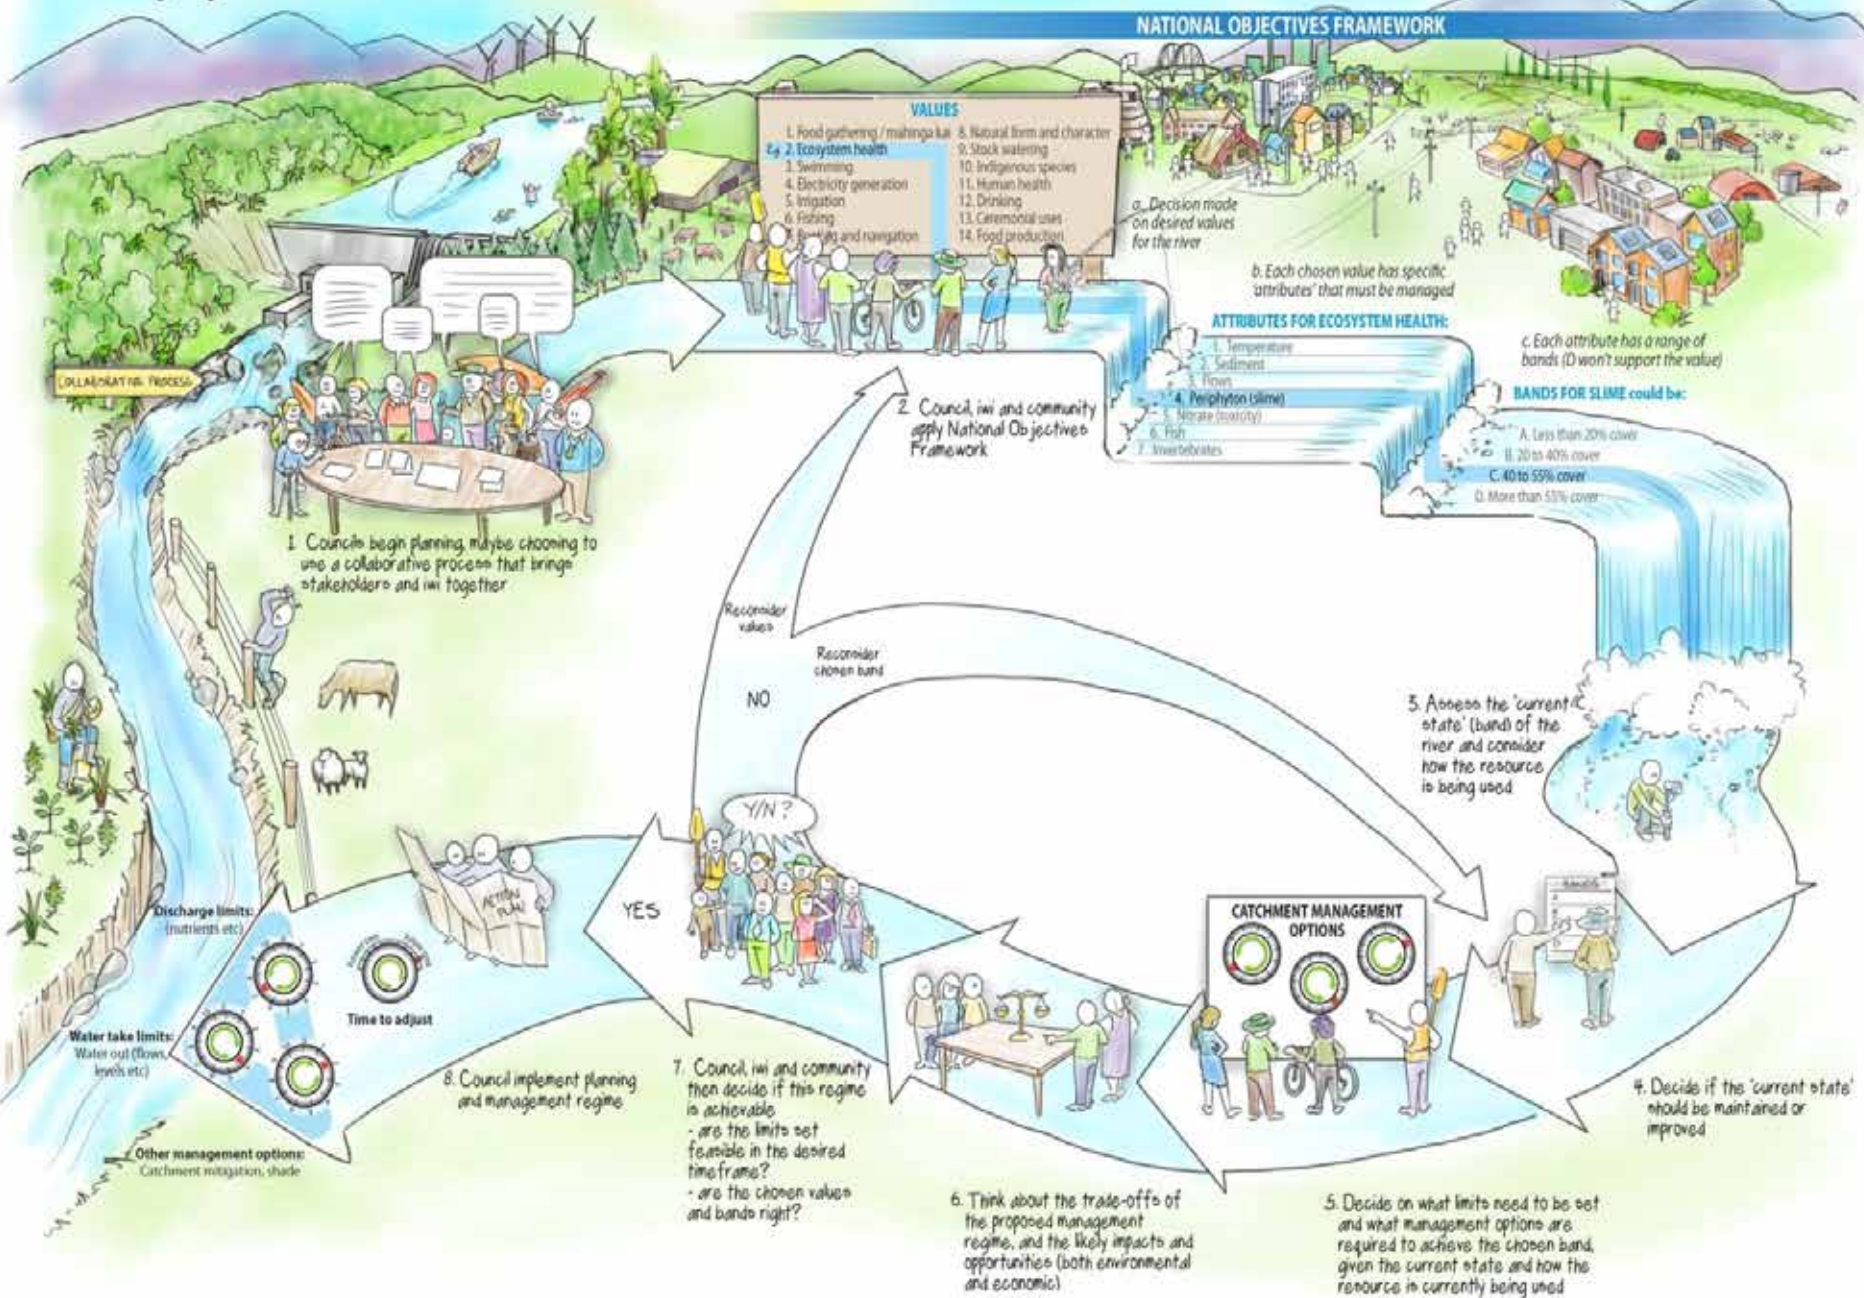 NATIONAL OBJECTIVES FRAMEWORK
VALUES
1. Food gathering / mahinga kai
Eg 2. Ecosystem health
3. Swimming
4. Electricity generation
5. Irrigation
6. Fishing
and navigation
8. Natural form and character
9. Stock watering
10. Indigenous species
11. Human health
12. Drinking
13. Ceremonial uses
14. Food production
a. Decision made
on desired values
for the river
b. Each chosen value has specific
'attributes' that must be managed
ATTRIBUTES FOR ECOSYSTEM HEALTH:
1. Temperature
2. Sediment
3. Flows
4. Periphyton (slime)
5. Nitrate (toxicity)
6. Fish
7. Invertebrates
c. Each attribute has a range of
bands (D won't support the value)
BANDS FOR SLIME could be:
A. Less than 20% cover
B. 20 to 40% cover
C. 40 to 55% cover
D. More than 55% cover
COLLABORATIVE PROCESS
1. Councils begin planning, maybe choosing to
use a collaborative process that brings
stakeholders and iwi together
2. Council, iwi and community
apply National Objectives
Framework
Reconsider
values
Reconsider
chosen band
NO
3. Assess the 'current
state' (band) of the
river and consider
how the resource
is being used
4. Decide if the 'current state'
should be maintained or
improved
CATCHMENT MANAGEMENT
OPTIONS
5. Decide on what limits need to be set
and what management options are
required to achieve the chosen band,
given the current state and how the
resource is currently being used
6. Think about the trade-offs of
the proposed management
regime, and the likely impacts and
opportunities (both environmental
and economic)
Y/N?
YES
7. Council, iwi and community
then decide if this regime
is achievable
- are the limits set
feasible in the desired
timeframe?
- are the chosen values
and bands right?
ACTION
PLAN
8. Council implement planning
and management regime
Discharge limits:
(nutrients etc)
Time to adjust
Water take limits:
Water out (flows,
levels etc)
Other management options:
Catchment mitigation, shade